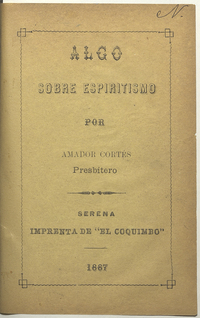 N.
ALGO
SOBRE ESPIRITISMO
POR
AMADOR CORTES
Presbítero
SERENA
IMPRENTA DE "EL COQUIMBO"
1887